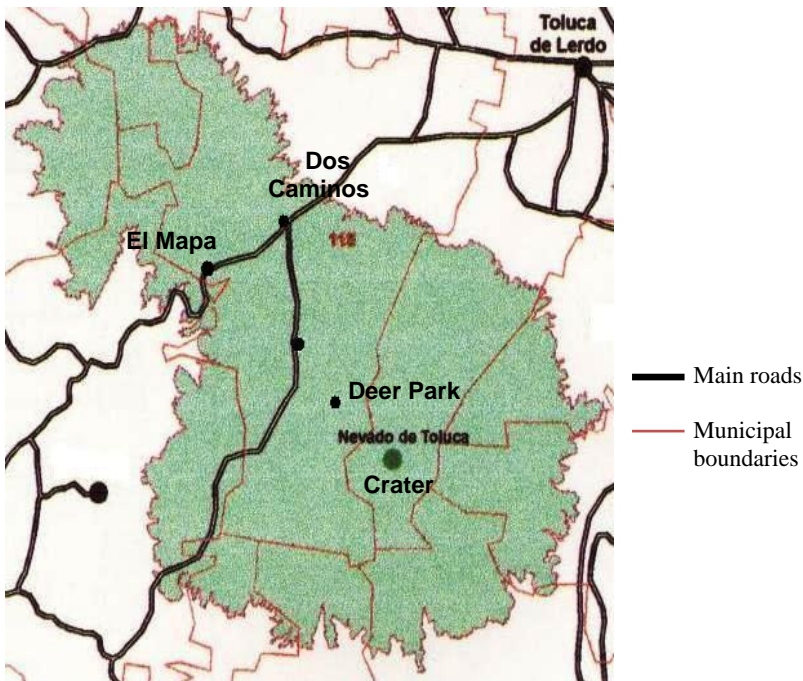 Toluca
de Lerdo
Dos
Caminos
El Mapa
115
Deer Park
Nevado de Toluca
Crater
Main roads
Municipal
boundaries